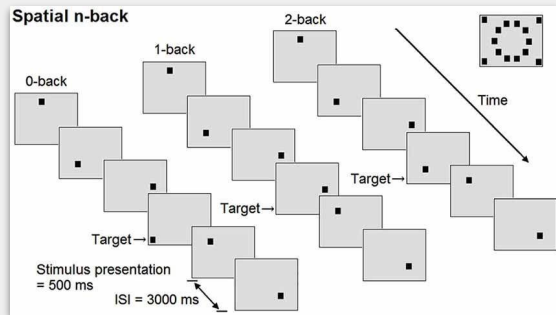 Spatial n-back
2-back
1-back
0-back
Time
Target→
Target→
Target→
Stimulus presentation
= 500 ms
ISI = 3000 ms